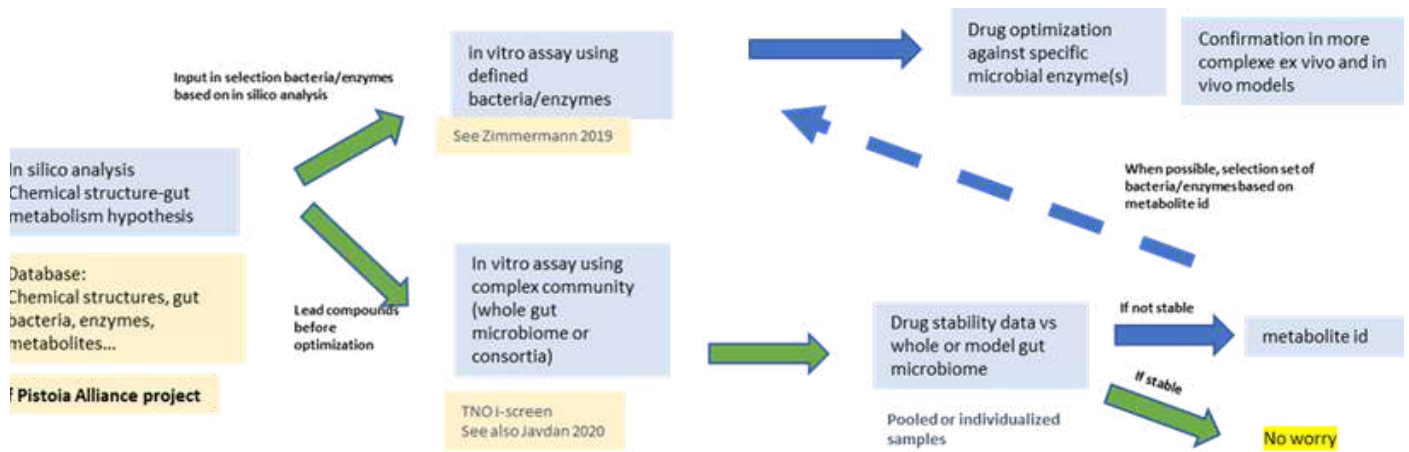 Input in selection bacteria/enzymes
based on in silico analysis
in vitro assay using
defined
bacteria/enzymes
See Zimmermann 2019
Drug optimization
against specific
microbial enzyme(s)
Confirmation in more
complexe ex vivo and in
vivo models
When possible, selection set of
bacteria/enzymes based on
metabolite id
In silico analysis
Chemical structure-gut
metabolism hypothesis
Database:
Chemical structures, gut
bacteria, enzymes,
metabolites...
Pistoia Alliance project
Lead compounds
before
optimization
In vitro assay using
complex community
(whole gut
microbiome or
consortia)
TNO i-screen
See also Javdan 2020
Drug stability data vs
whole or model gut
microbiome
Pooled or individualized
samples
If not stable
metabolite id
If stable
No worry